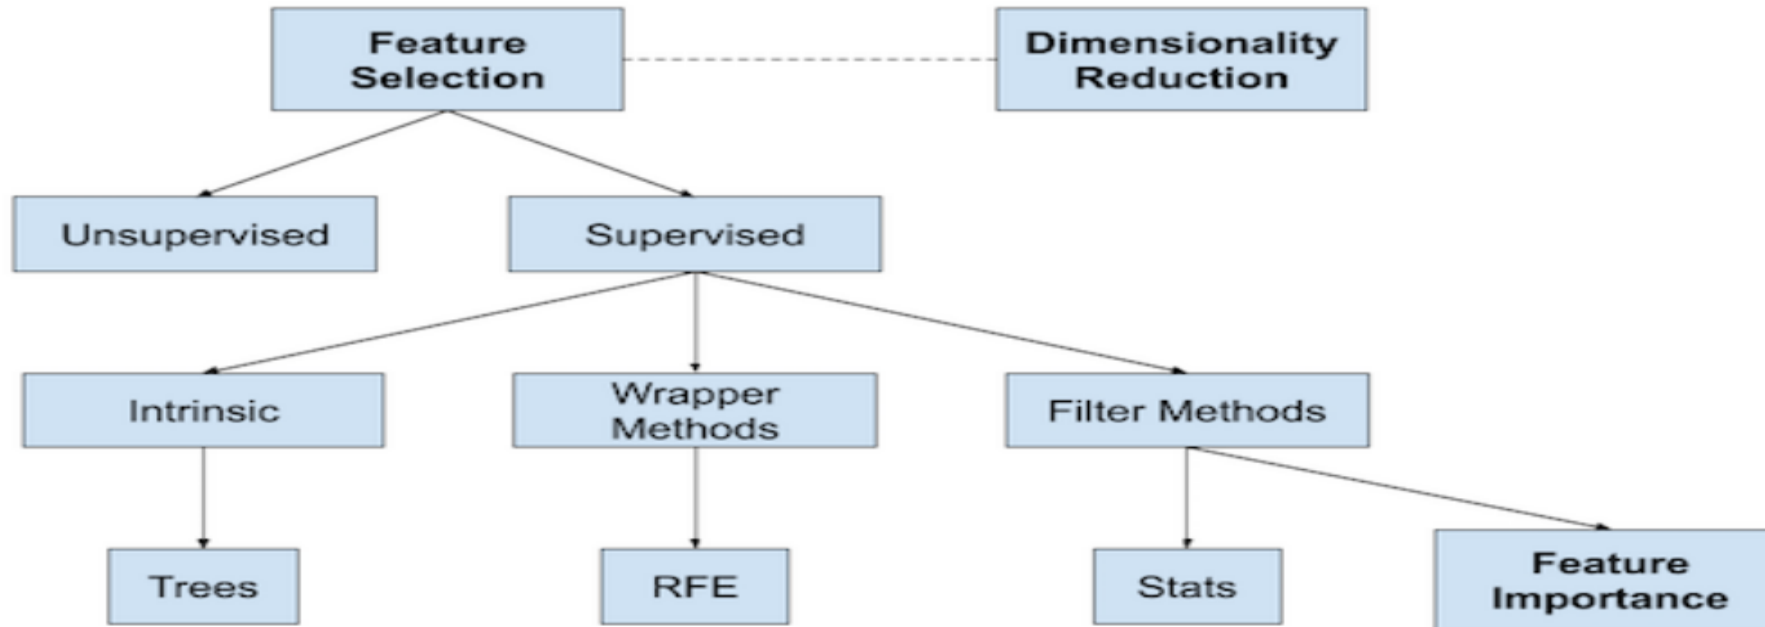 Feature
Selection
Dimensionality
Reduction
Unsupervised
Supervised
Intrinsic
Wrapper
Methods
Filter Methods
Trees
RFE
Stats
Feature
Importance